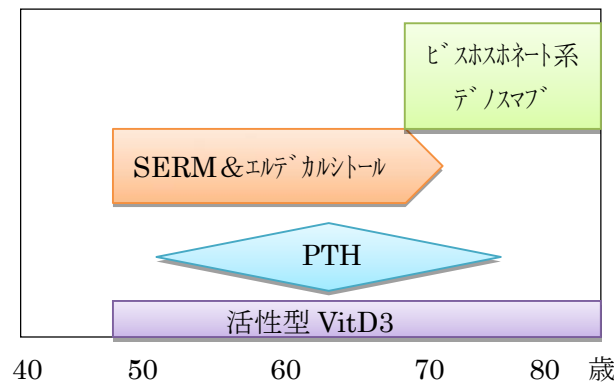 ビスホスホネート系
デノスマブ
SERM&エルデカルシトール
PTH
活性型 VitD3
40 50 60 70 80 歳